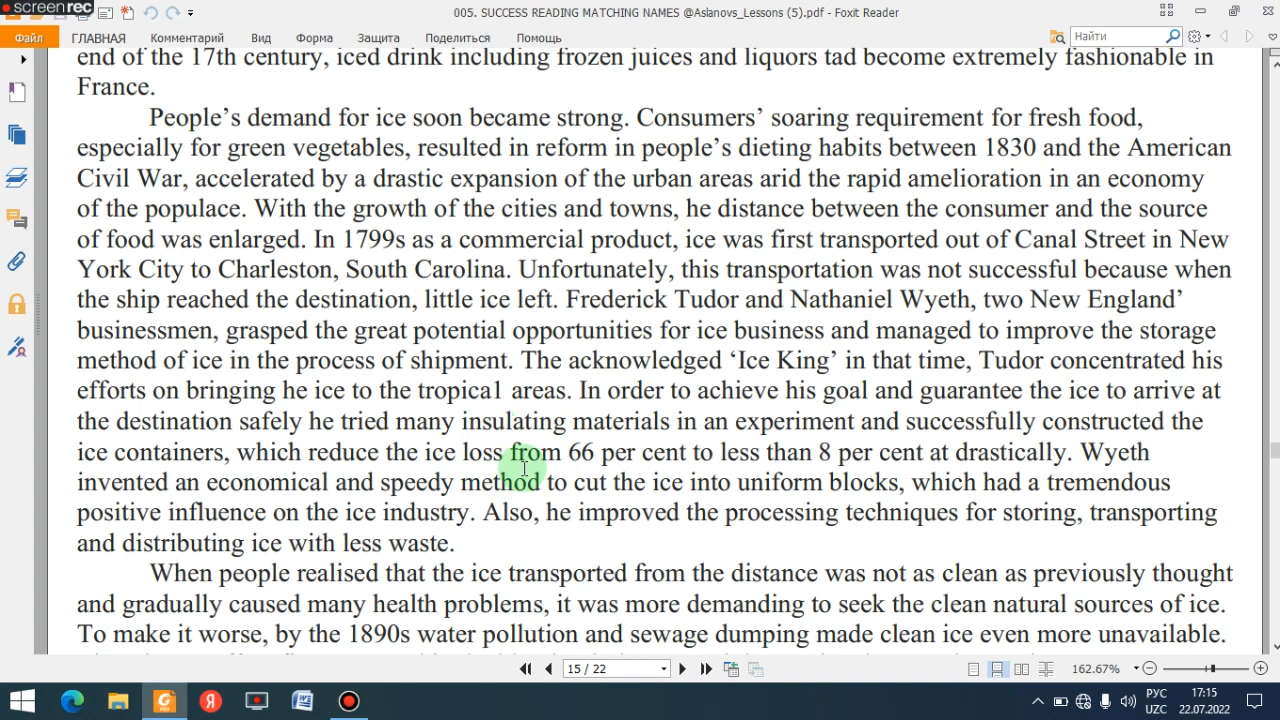 screen rec
005. SUCCESS READING MATCHING NAMES @Aslanovs_Lessons (5).pdf - Foxit Reader
Файл ГЛАВНАЯ Комментарий Вид Форма Защита Поделиться Помощь Найти
end of the 17th century, iced drink including frozen juices and liquors tad become extremely fashionable in
France.
People’s demand for ice soon became strong. Consumers’ soaring requirement for fresh food,
especially for green vegetables, resulted in reform in people’s dieting habits between 1830 and the American
Civil War, accelerated by a drastic expansion of the urban areas arid the rapid amelioration in an economy
of the populace. With the growth of the cities and towns, he distance between the consumer and the source
of food was enlarged. In 1799s as a commercial product, ice was first transported out of Canal Street in New
York City to Charleston, South Carolina. Unfortunately, this transportation was not successful because when
the ship reached the destination, little ice left. Frederick Tudor and Nathaniel Wyeth, two New England’
businessmen, grasped the great potential opportunities for ice business and managed to improve the storage
method of ice in the process of shipment. The acknowledged ‘Ice King’ in that time, Tudor concentrated his
efforts on bringing he ice to the tropica1 areas. In order to achieve his goal and guarantee the ice to arrive at
the destination safely he tried many insulating materials in an experiment and successfully constructed the
ice containers, which reduce the ice loss from 66 per cent to less than 8 per cent at drastically. Wyeth
invented an economical and speedy method to cut the ice into uniform blocks, which had a tremendous
positive influence on the ice industry. Also, he improved the processing techniques for storing, transporting
and distributing ice with less waste.
When people realised that the ice transported from the distance was not as clean as previously thought
and gradually caused many health problems, it was more demanding to seek the clean natural sources of ice.
To make it worse, by the 1890s water pollution and sewage dumping made clean ice even more unavailable.
15 / 22 162.67%
РУС 17:15
UZC 22.07.2022